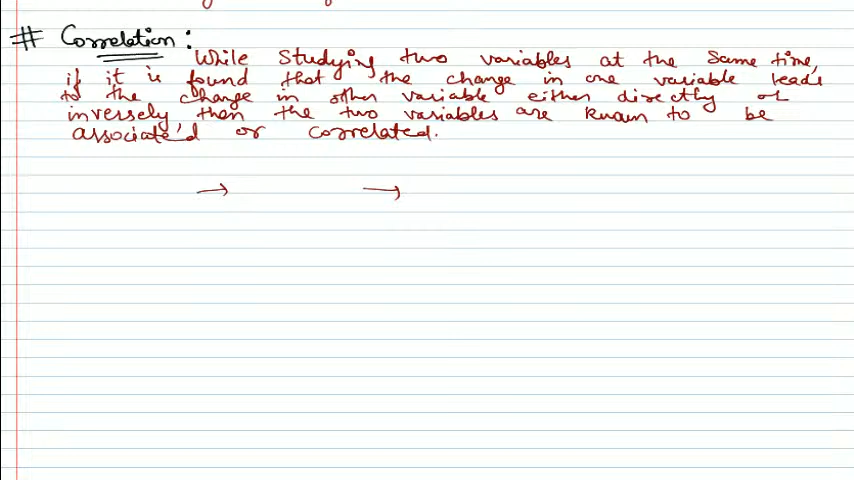 # Correlation :
While Studying two variables at the same time,
if it is found that the change in one variable leads
to the change in other variable either directly or
inversely then the two variables are known to be
associate'd or correlated.
→ →